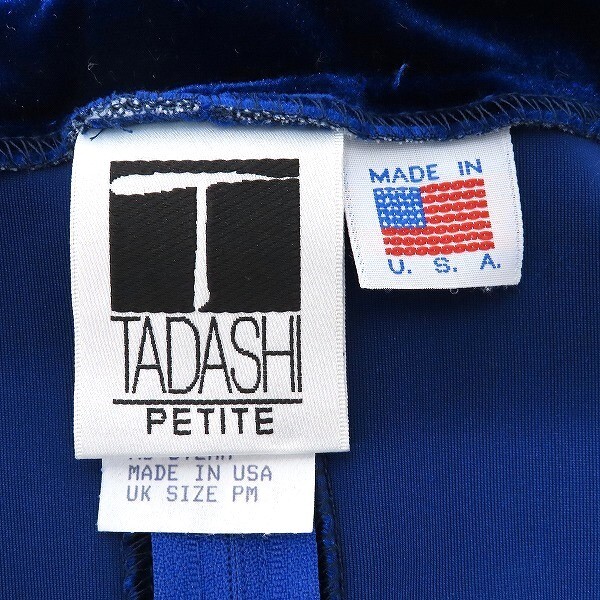 T
TADASHI
PETITE
MADE IN
U. S. A.
MADE IN USA
UK SIZE PM